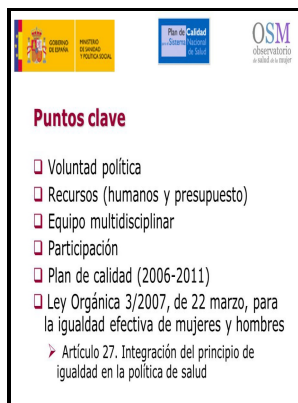 GOBIERNO
DE ESPAÑA
MINISTERIO
DE SANIDAD
Y POLÍTICA SOCIAL
Plan de Calidad
para el Sistema Nacional
de Salud
OSM
observatorio
de salud de la mujer
Puntos clave
Voluntad política
Recursos (humanos y presupuesto)
Equipo multidisciplinar
Participación
Plan de calidad (2006-2011)
Ley Orgánica 3/2007, de 22 marzo, para
la igualdad efectiva de mujeres y hombres
Artículo 27. Integración del principio de
igualdad en la política de salud